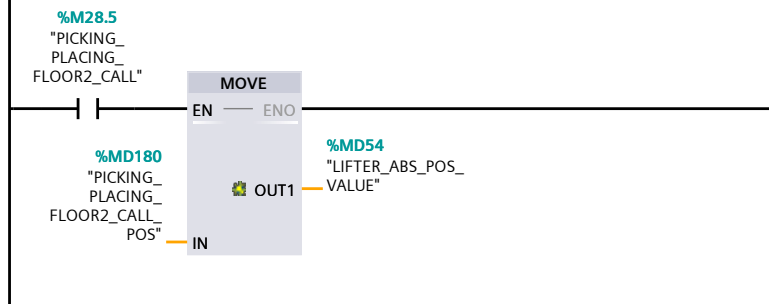 %M28.5
"PICKING_
PLACING_
FLOOR2_CALL"
MOVE
EN
ENO
%MD180
"PICKING_
PLACING_
FLOOR2_CALL_
POS"
IN
OUT1
%MD54
"LIFTER_ABS_POS_
VALUE"